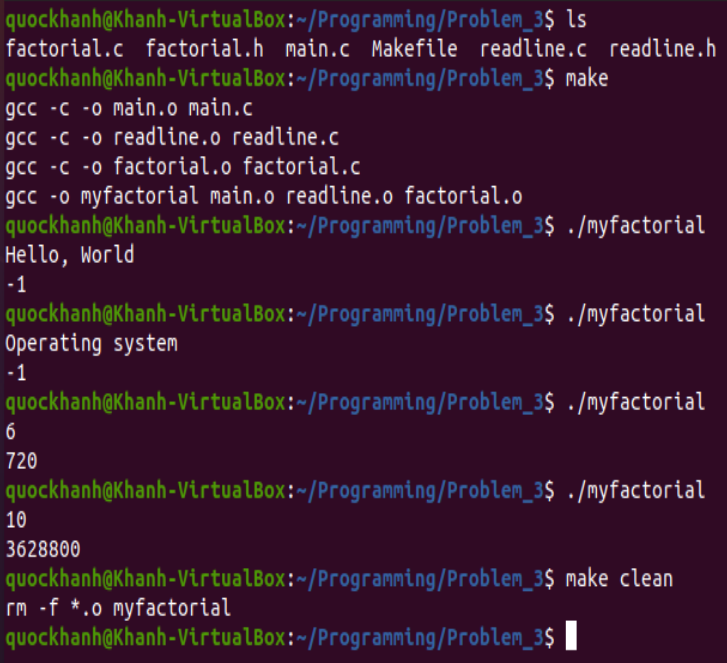 quockhanh@Khanh-VirtualBox:~/Programming/Problem_3$ ls
factorial.c  factorial.h  main.c  Makefile  readline.c  readline.h
quockhanh@Khanh-VirtualBox:~/Programming/Problem_3$ make
gcc -c -o main.o main.c
gcc -c -o readline.o readline.c
gcc -c -o factorial.o factorial.c
gcc -o myfactorial main.o readline.o factorial.o
quockhanh@Khanh-VirtualBox:~/Programming/Problem_3$ ./myfactorial
Hello, World
-1
quockhanh@Khanh-VirtualBox:~/Programming/Problem_3$ ./myfactorial
Operating system
-1
quockhanh@Khanh-VirtualBox:~/Programming/Problem_3$ ./myfactorial
6
720
quockhanh@Khanh-VirtualBox:~/Programming/Problem_3$ ./myfactorial
10
3628800
quockhanh@Khanh-VirtualBox:~/Programming/Problem_3$ make clean
rm -f *.o myfactorial
quockhanh@Khanh-VirtualBox:~/Programming/Problem_3$